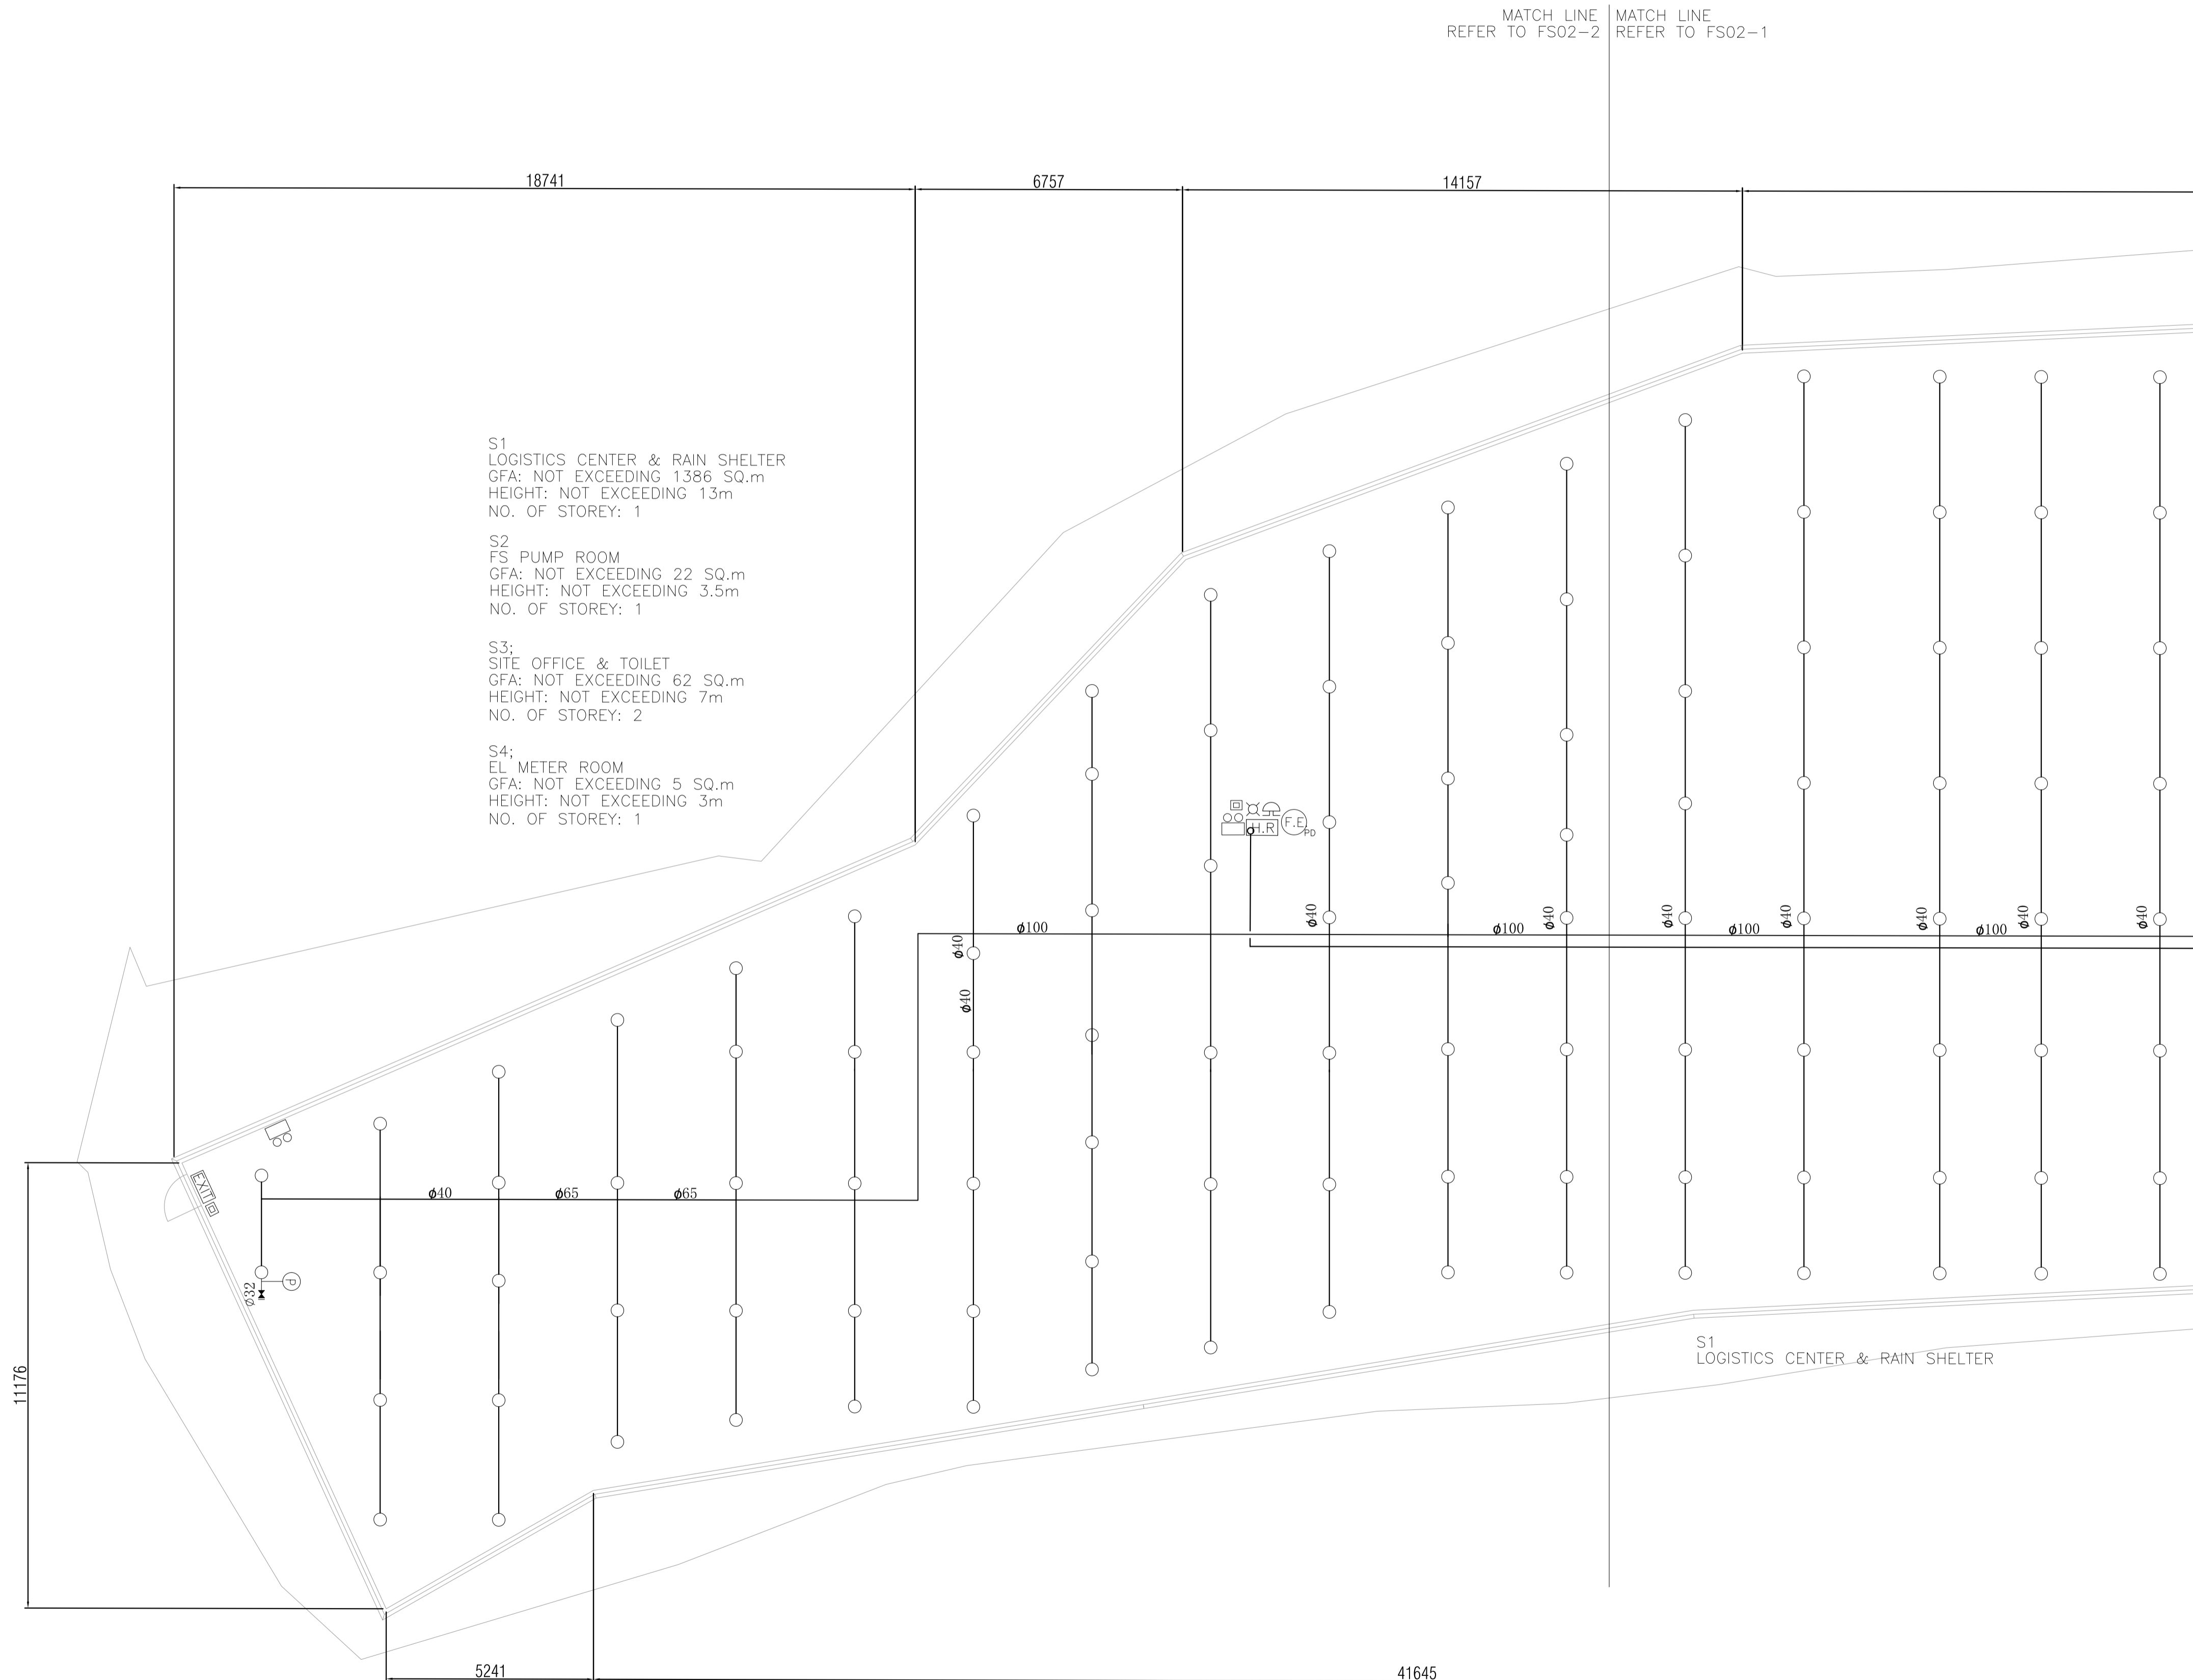 MATCH LINE
REFER TO FS02-2
MATCH LINE
REFER TO FS02-1
18741
6757
14157
S1
LOGISTICS CENTER & RAIN SHELTER
GFA: NOT EXCEEDING 1386 SQ.m
HEIGHT: NOT EXCEEDING 13m
NO. OF STOREY: 1
S2
FS PUMP ROOM
GFA: NOT EXCEEDING 22 SQ.m
HEIGHT: NOT EXCEEDING 3.5m
NO. OF STOREY: 1
S3;
SITE OFFICE & TOILET
GFA: NOT EXCEEDING 62 SQ.m
HEIGHT: NOT EXCEEDING 7m
NO. OF STOREY: 2
S4;
EL METER ROOM
GFA: NOT EXCEEDING 5 SQ.m
HEIGHT: NOT EXCEEDING 3m
NO. OF STOREY: 1
H.R
F.E
PD
ϕ40
ϕ40
ϕ40
ϕ40
ϕ40
ϕ40
ϕ40
ϕ100
ϕ100
ϕ100
ϕ100
ϕ40
ϕ40
EXIT
ϕ40
ϕ65
ϕ65
P
ø32
S1
LOGISTICS CENTER & RAIN SHELTER
11176
5241
41645